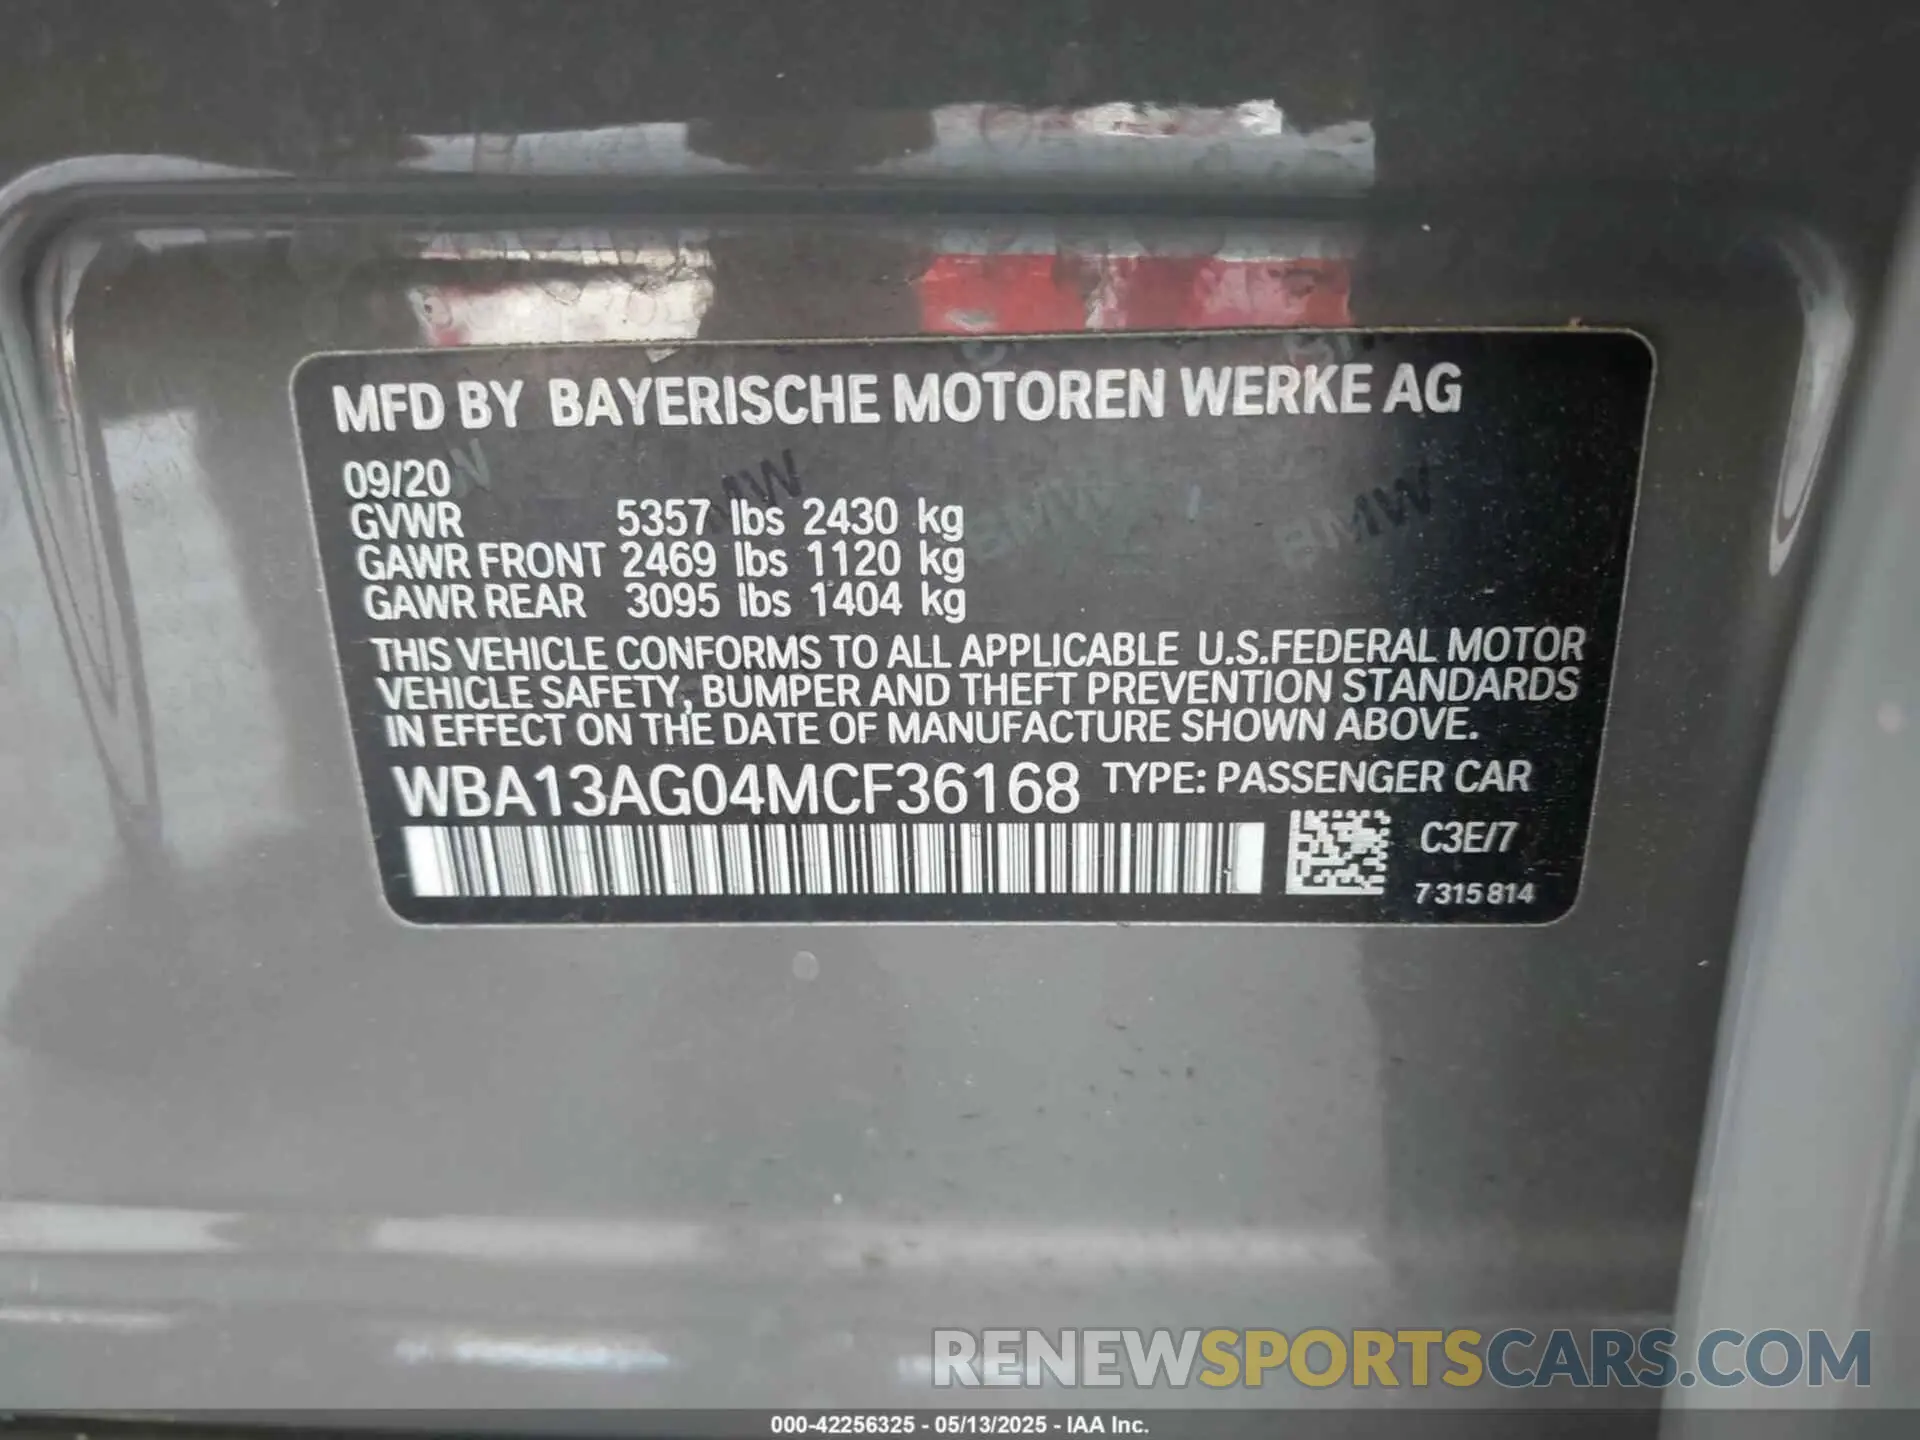 MFD BY BAYERISCHE MOTOREN WERKE AG
09/20
GVWR 5357 lbs 2430 kg
GAWR FRONT 2469 lbs 1120 kg
GAWR REAR 3095 lbs 1404 kg
THIS VEHICLE CONFORMS TO ALL APPLICABLE U.S.FEDERAL MOTOR
VEHICLE SAFETY, BUMPER AND THEFT PREVENTION STANDARDS
IN EFFECT ON THE DATE OF MANUFACTURE SHOWN ABOVE.
WBA13AG04MCF36168 TYPE: PASSENGER CAR
C3E/7
7 315 814
RENEWSPORTSCARS.COM
000-42256325 - 05/13/2025 - IAA Inc.